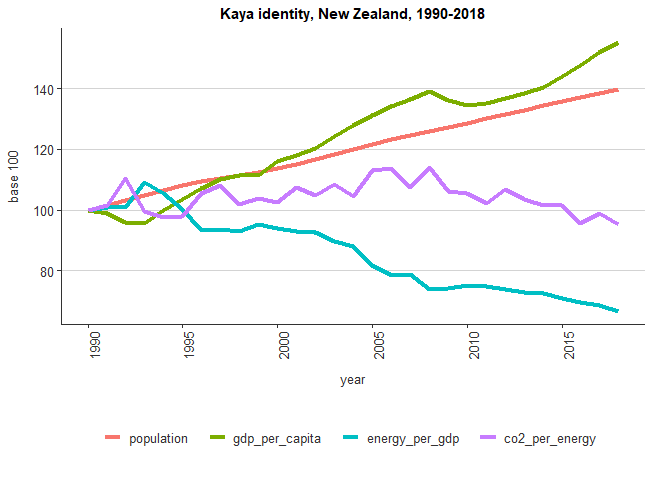 Kaya identity, New Zealand, 1990-2018
base 100
140
120
100
80
1990
1995
2000
2005
2010
2015
year
population
gdp_per_capita
energy_per_gdp
co2_per_energy